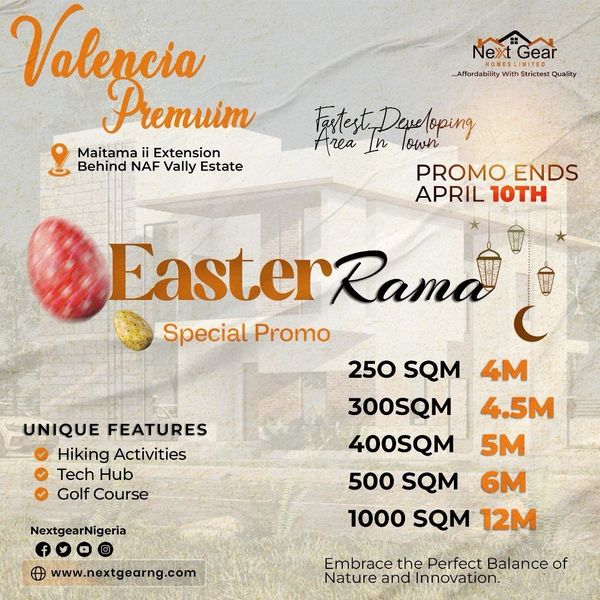 Valencia
Premuim
Next Gear
HOMES LIMITED
...Affordability With Strictest Quality
Maitama ii Extension
Behind NAF Vally Estate
Fastest Developing
Area In Town
PROMO ENDS
APRIL 10TH
Easter Rama
Special Promo
25O SQM 4M
300SQM 4.5M
400SQM 5M
500 SQM 6M
1000 SQM 12M
UNIQUE FEATURES
Hiking Activities
Tech Hub
Golf Course
NextgearNigeria
www.nextgearng.com
Embrace the Perfect Balance of
Nature and Innovation.